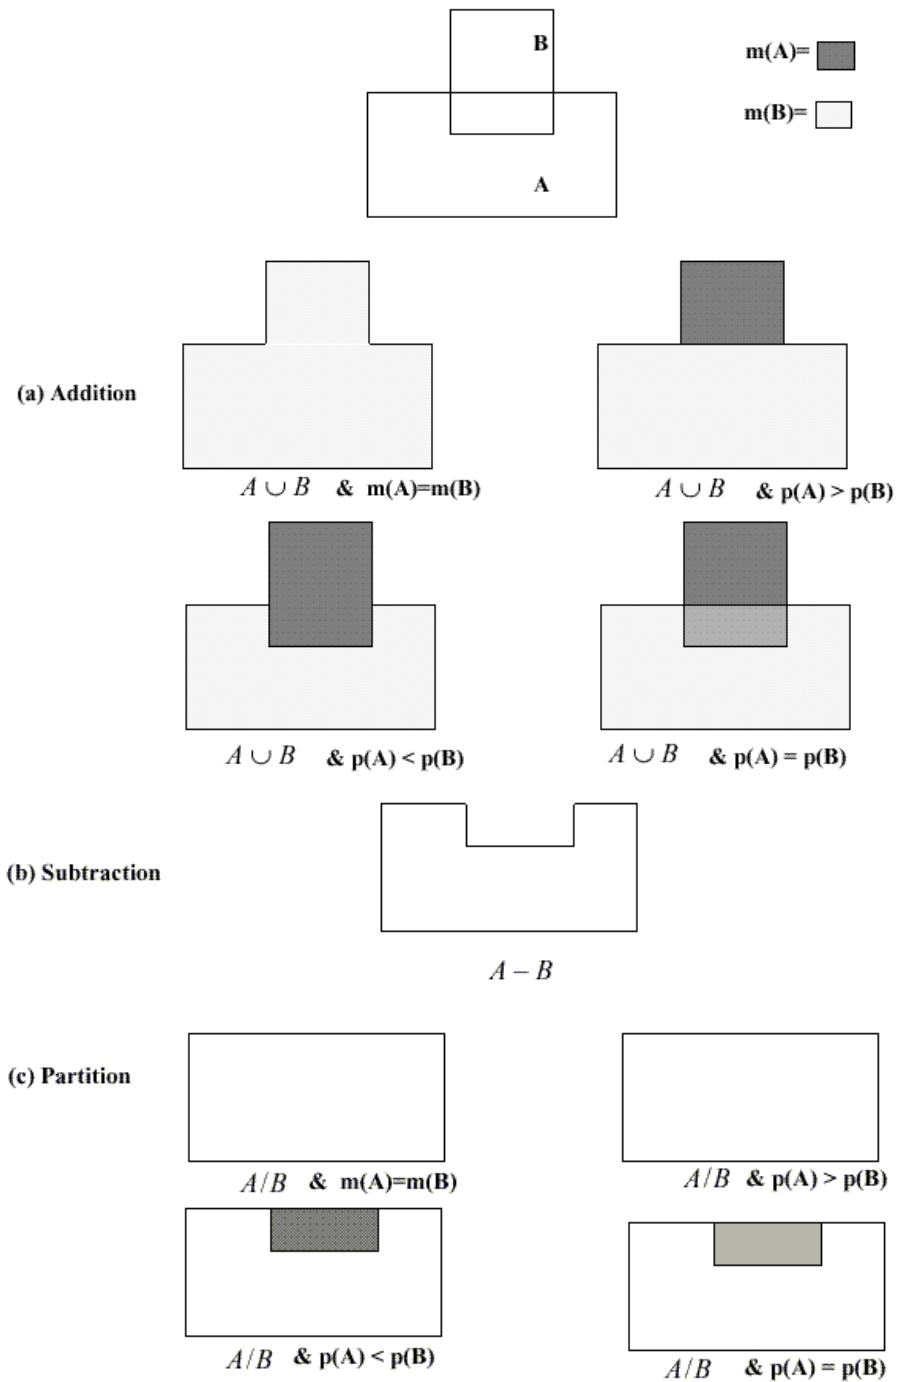 B
m(A)=
m(B)=
A
(a) Addition
A ∪ B & m(A)=m(B)
A ∪ B & p(A) > p(B)
A ∪ B & p(A) < p(B)
A ∪ B & p(A) = p(B)
(b) Subtraction
A – B
(c) Partition
A/B & m(A)=m(B)
A/B & p(A) > p(B)
A/B & p(A) < p(B)
A/B & p(A) = p(B)